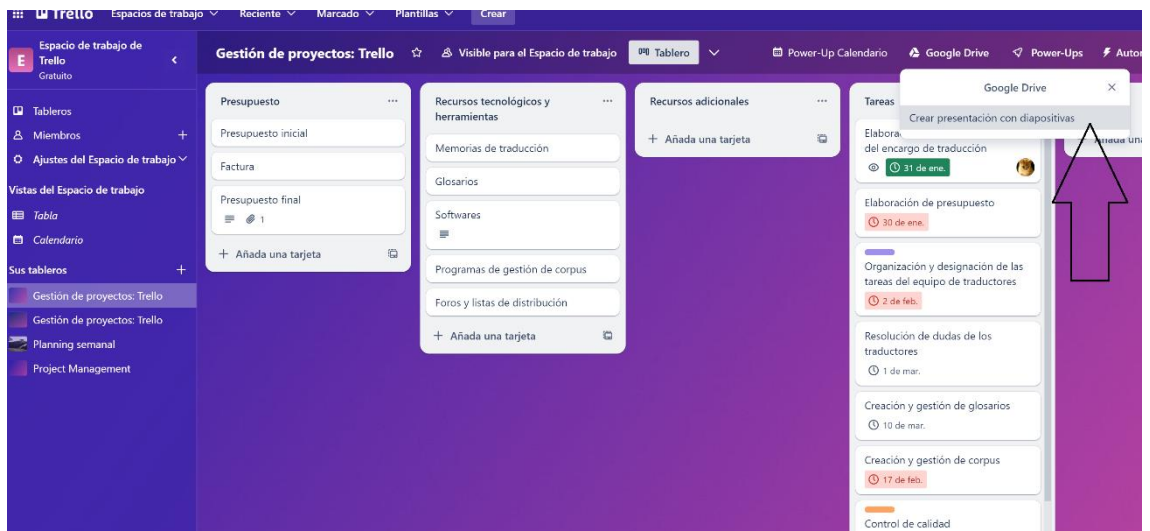 Trello Espacios de trabajo Reciente Marcado Plantillas Crear
E
Espacio de trabajo de
Trello
Gratuito
Tableros
Miembros
Ajustes del Espacio de trabajo
Vistas del Espacio de trabajo
Tabla
Calendario
Sus tableros
Gestión de proyectos: Trello
Gestión de proyectos: Trello
Planning semanal
Project Management
Gestión de proyectos: Trello Visible para el Espacio de trabajo Tablero Power-Up Calendario Google Drive Power-Ups
Google Drive
Crear presentación con diapositivas
Presupuesto
Presupuesto inicial
Factura
Presupuesto final
1
+ Añada una tarjeta
Recursos tecnológicos y
herramientas
Memorias de traducción
Glosarios
Softwares
Programas de gestión de corpus
Foros y listas de distribución
+ Añada una tarjeta
Recursos adicionales
+ Añada una tarjeta
Tareas
del encargo de traducción
31 de ene.
Elaboración de presupuesto
30 de ene.
Organización y designación de las
tareas del equipo de traductores
2 de feb.
Resolución de dudas de los
traductores
1 de mar.
Creación y gestión de glosarios
10 de mar.
Creación y gestión de corpus
17 de feb.
Control de calidad